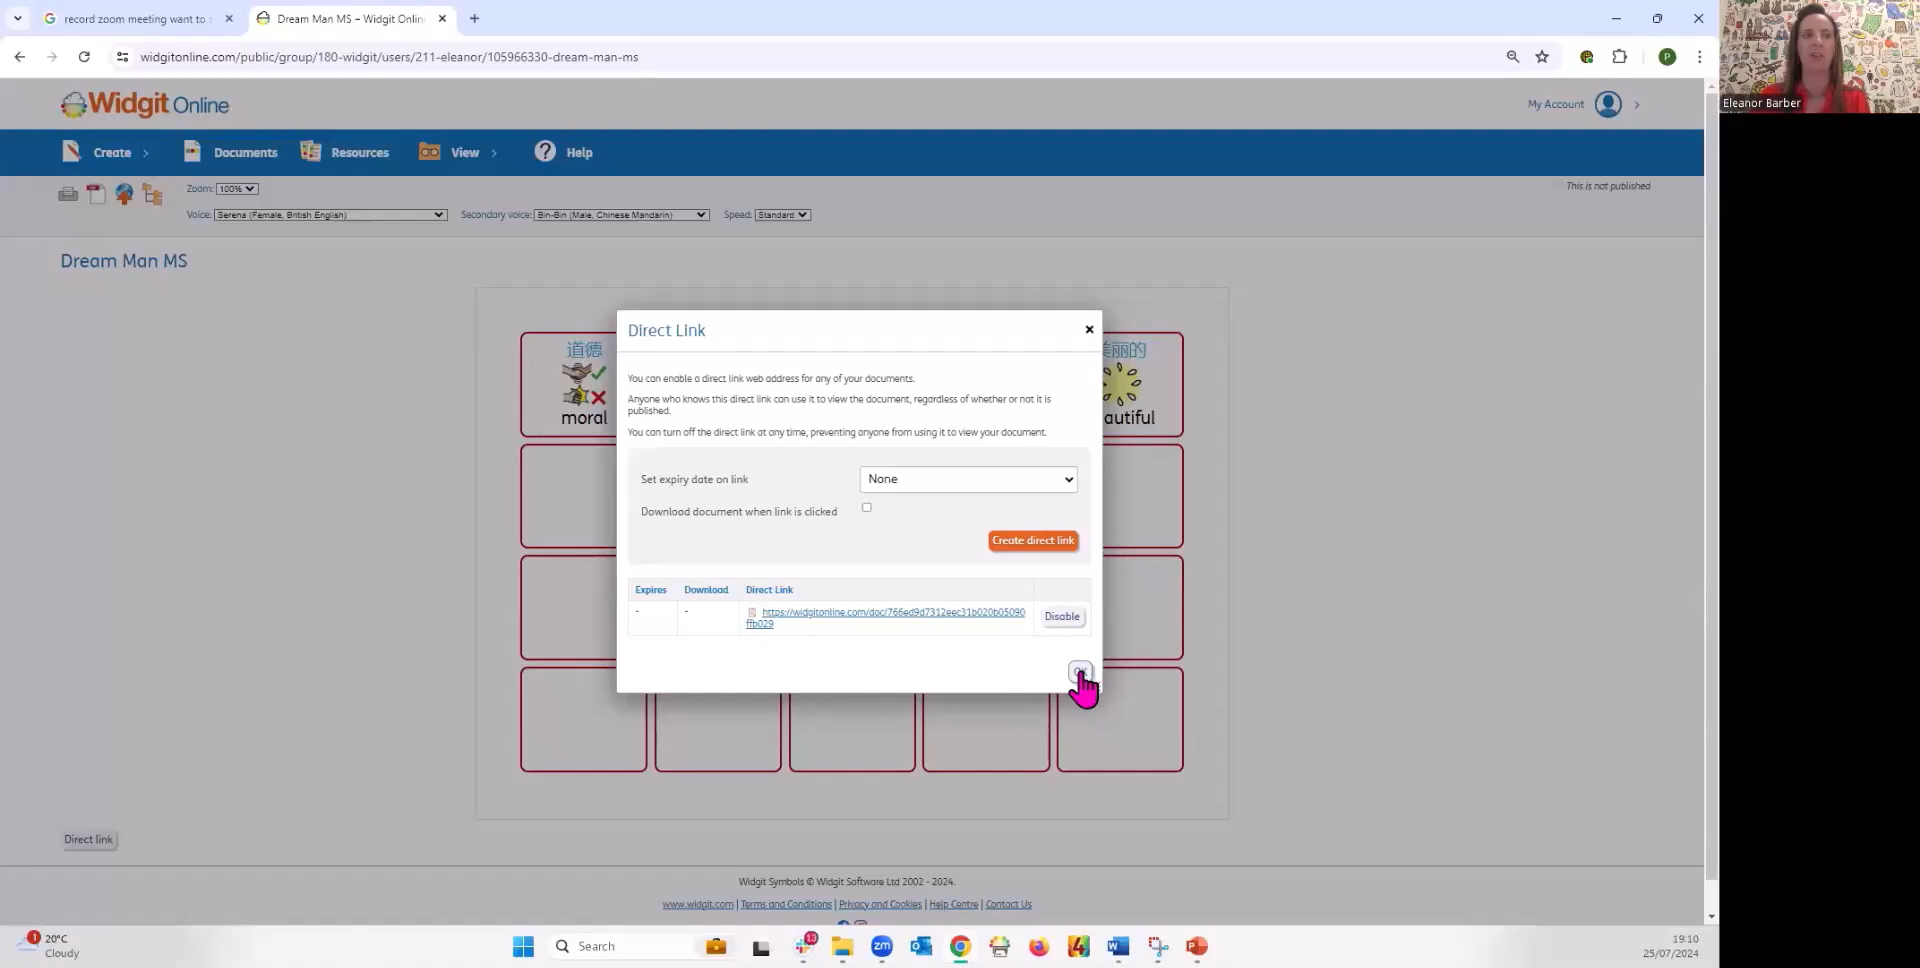 record zoom meeting want to
Dream Man MS – Widgit Onlin
widgitonline.com/public/group/180-widgit/users/211-eleanor/105966330-dream-man-ms
P
Eleanor Barber
Widgit Online
My Account
Create
Documents
Resources
View
Help
Zoom: 100%
This is not published
Voice: Serena (Female, British English)
Secondary voice: Bin-Bin (Male, Chinese Mandarin)
Speed: Standard
Dream Man MS
道德
moral
丽的
autiful
Direct Link
You can enable a direct link web address for any of your documents.
Anyone who knows this direct link can use it to view the document, regardless of whether or not it is
published.
You can turn off the direct link at any time, preventing anyone from using it to view your document.
Set expiry date on link
None
Download document when link is clicked
Create direct link
Expires Download Direct Link
- - https://widgitonline.com/doc/766ed9d7312eec31b020b05090
ffb029
Disable
Direct link
Widgit Symbols © Widgit Software Ltd 2002 - 2024.
www.widgit.com | Terms and Conditions | Privacy and Cookies | Help Centre | Contact Us
1
20°C
Cloudy
Search
13
zm
4
19:10
25/07/2024